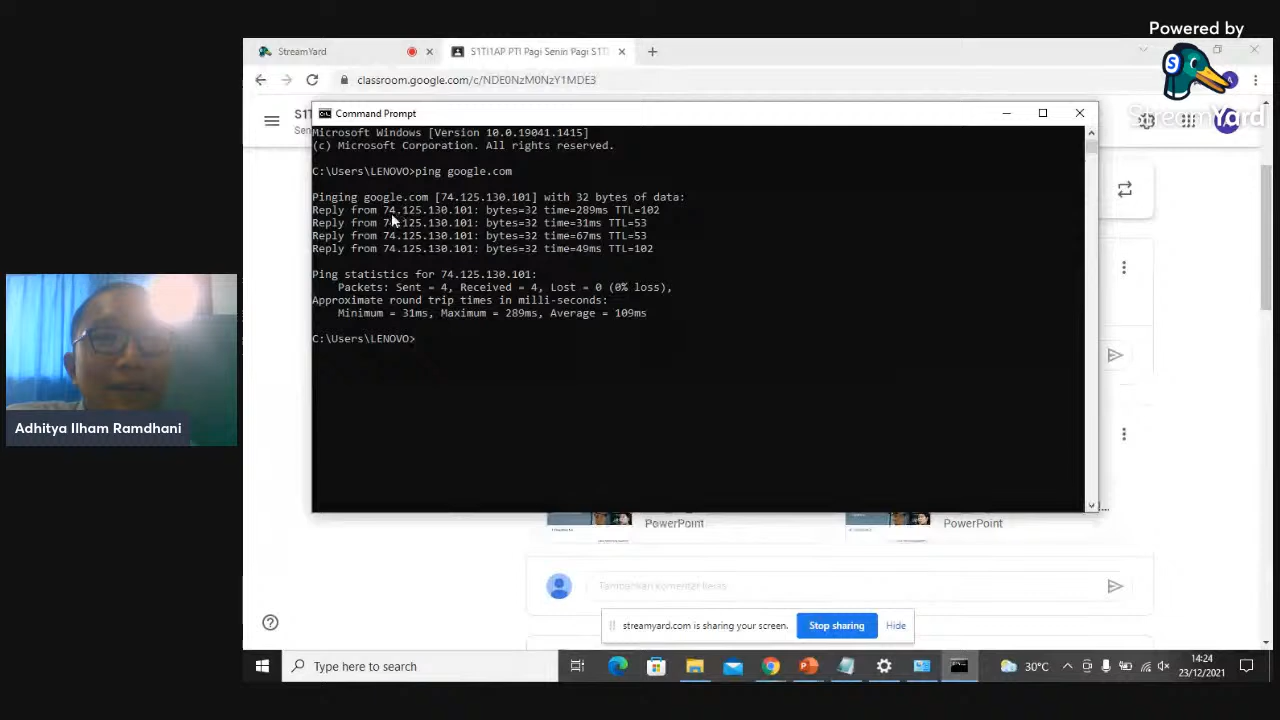 Powered by
StreamYard
StreamYard
S1TI1AP PTI Pagi Senin Pagi S1TI
classroom.google.com/c/NDE0NzM0NzY1MDE3
Command Prompt
Microsoft Windows [Version 10.0.19041.1415]
(c) Microsoft Corporation. All rights reserved.
C:\Users\LENOVO>ping google.com
Pinging google.com [74.125.130.101] with 32 bytes of data:
Reply from 74.125.130.101: bytes=32 time=289ms TTL=102
Reply from 74.125.130.101: bytes=32 time=31ms TTL=53
Reply from 74.125.130.101: bytes=32 time=67ms TTL=53
Reply from 74.125.130.101: bytes=32 time=49ms TTL=102
Ping statistics for 74.125.130.101:
Packets: Sent = 4, Received = 4, Lost = 0 (0% loss),
Approximate round trip times in milli-seconds:
Minimum = 31ms, Maximum = 289ms, Average = 109ms
C:\Users\LENOVO>
Adhitya Ilham Ramdhani
PowerPoint
PowerPoint
Tambahkan komentar kelas
streamyard.com is sharing your screen.
Stop sharing
Hide
Type here to search
30°C
14:24
23/12/2021